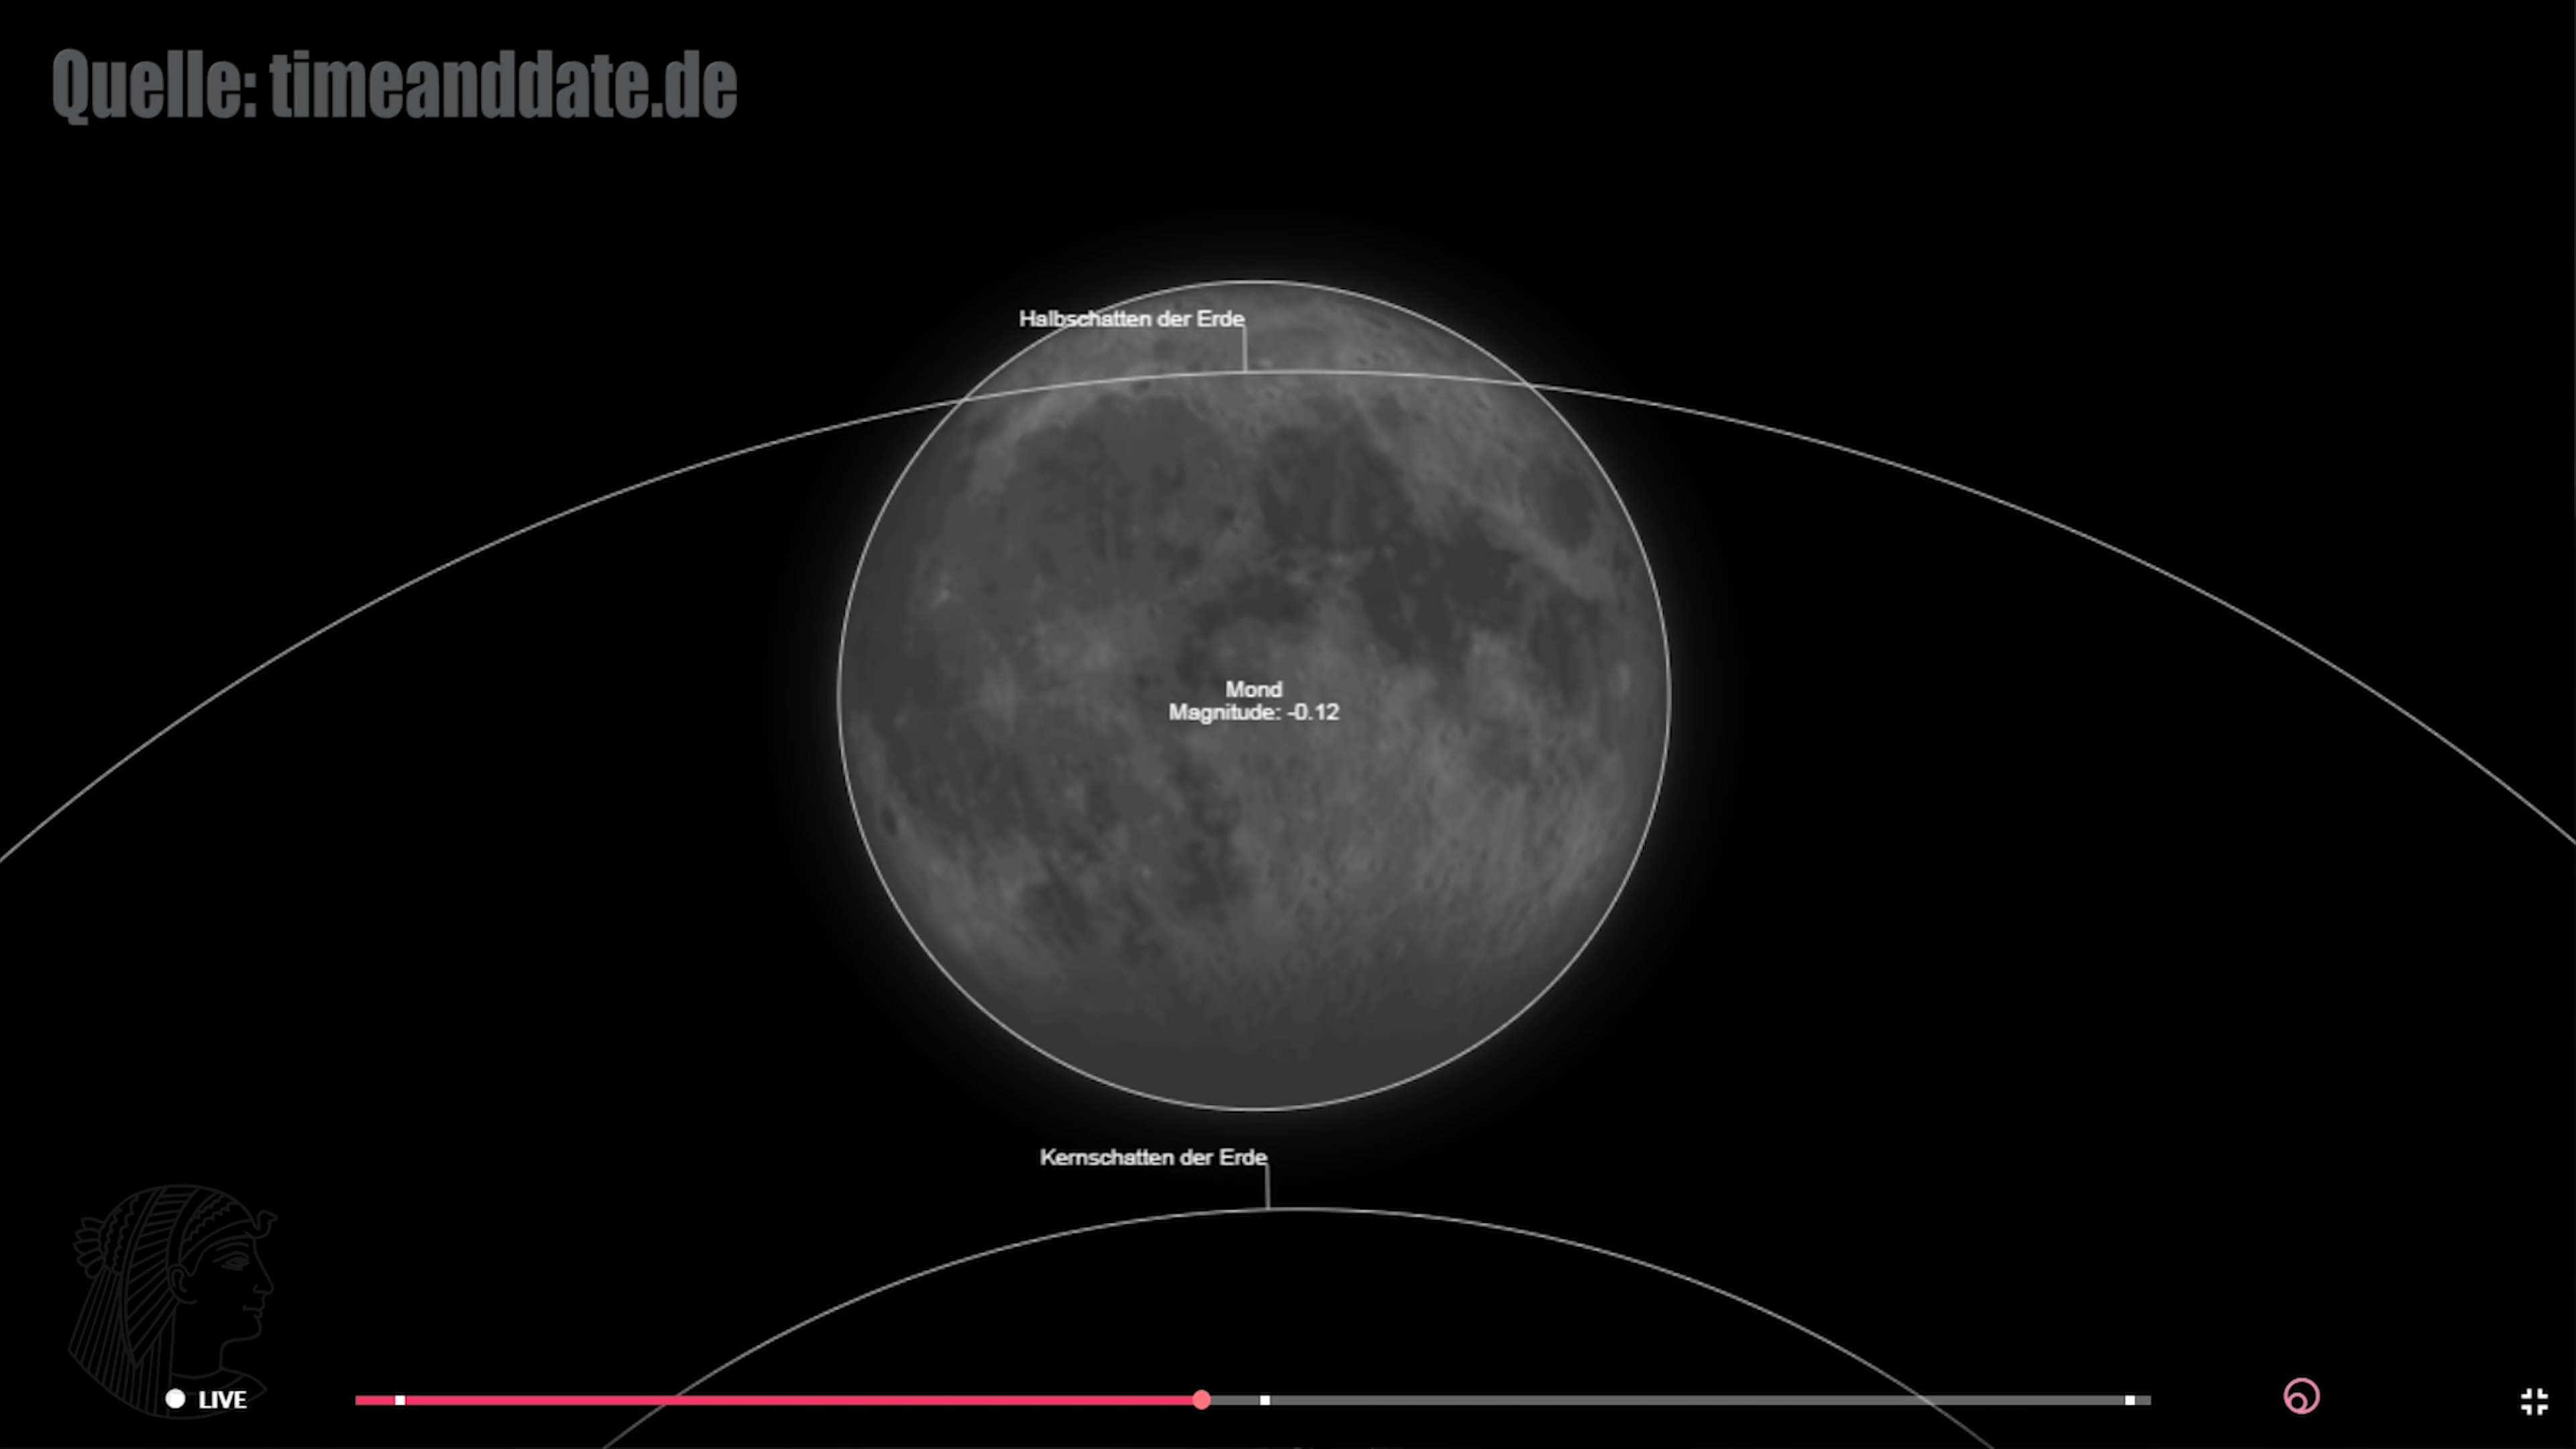 Quelle: timeanddate.de
Halbschatten der Erde
Mond
Magnitude: -0.12
Kernschatten der Erde
LIVE